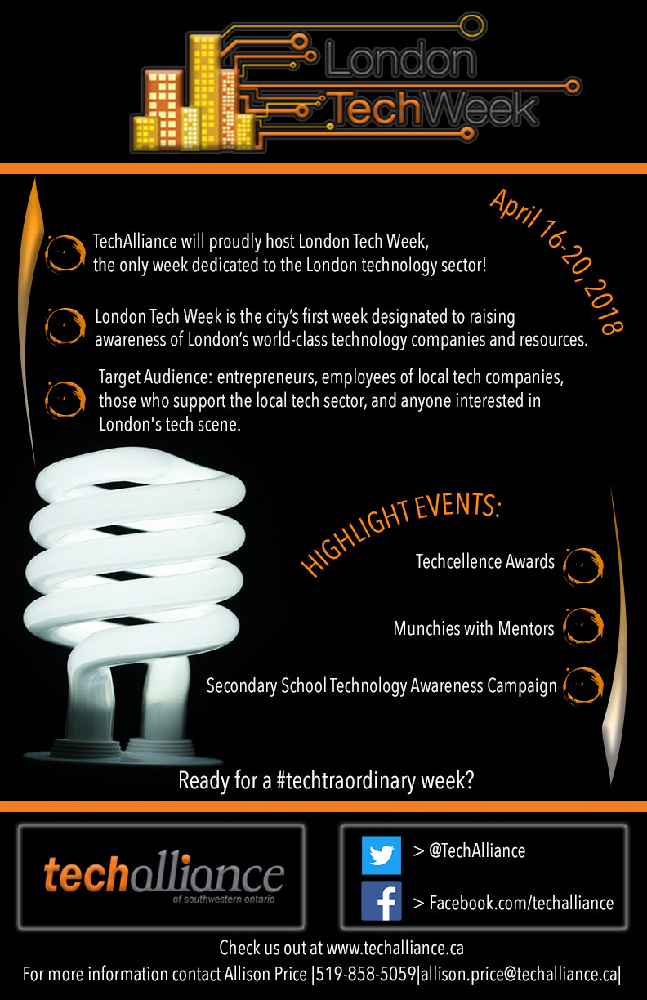 London
TechWeek
April 16-20, 2018
TechAlliance will proudly host London Tech Week,
the only week dedicated to the London technology sector!
London Tech Week is the city’s first week designated to raising
awareness of London’s world-class technology companies and resources.
Target Audience: entrepreneurs, employees of local tech companies,
those who support the local tech sector, and anyone interested in
London's tech scene.
HIGHLIGHT EVENTS:
Techcellence Awards
Munchies with Mentors
Secondary School Technology Awareness Campaign
Ready for a #techtraordinary week?
techalliance
of southwestern ontario
> @TechAlliance
> Facebook.com/techalliance
Check us out at www.techalliance.ca
For more information contact Allison Price |519-858-5059|allison.price@techalliance.ca|